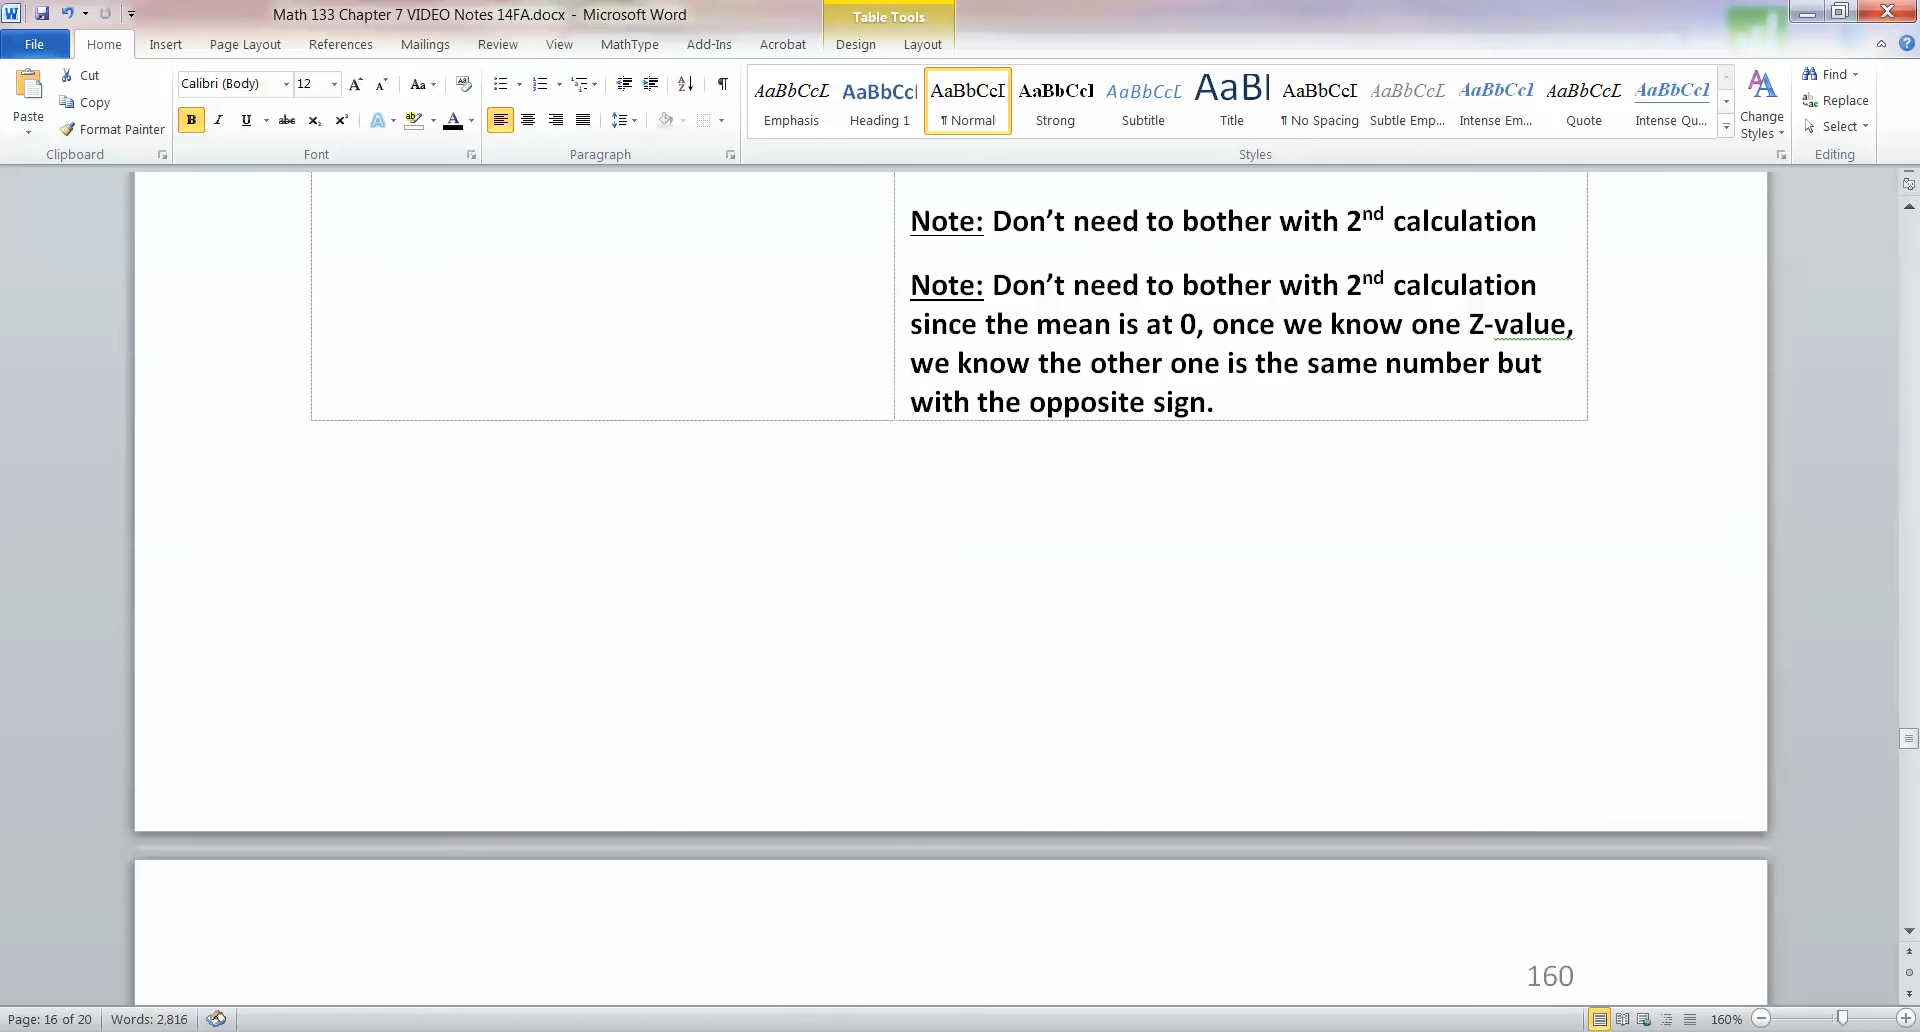 Math 133 Chapter 7 VIDEO Notes 14FA.docx - Microsoft Word
Table Tools
File Home Insert Page Layout References Mailings Review View MathType Add-Ins Acrobat Design Layout
Paste
Cut
Copy
Format Painter
Clipboard
Calibri (Body) 12
Font
Paragraph
AaBbCcL AaBbCcI AaBbCcI AaBbCcI AaBbCcL AaBI AaBbCcI AaBbCcL AaBbCcI AaBbCcL AaBbCcI
Emphasis Heading 1 ¶ Normal Strong Subtitle Title ¶ No Spacing Subtle Emp... Intense Em... Quote Intense Qu...
Styles
Change
Styles
Find
Replace
Select
Editing
Note: Don’t need to bother with 2nd calculation
Note: Don’t need to bother with 2nd calculation
since the mean is at 0, once we know one Z-value,
we know the other one is the same number but
with the opposite sign.
160
Page: 16 of 20 Words: 2,816 160%